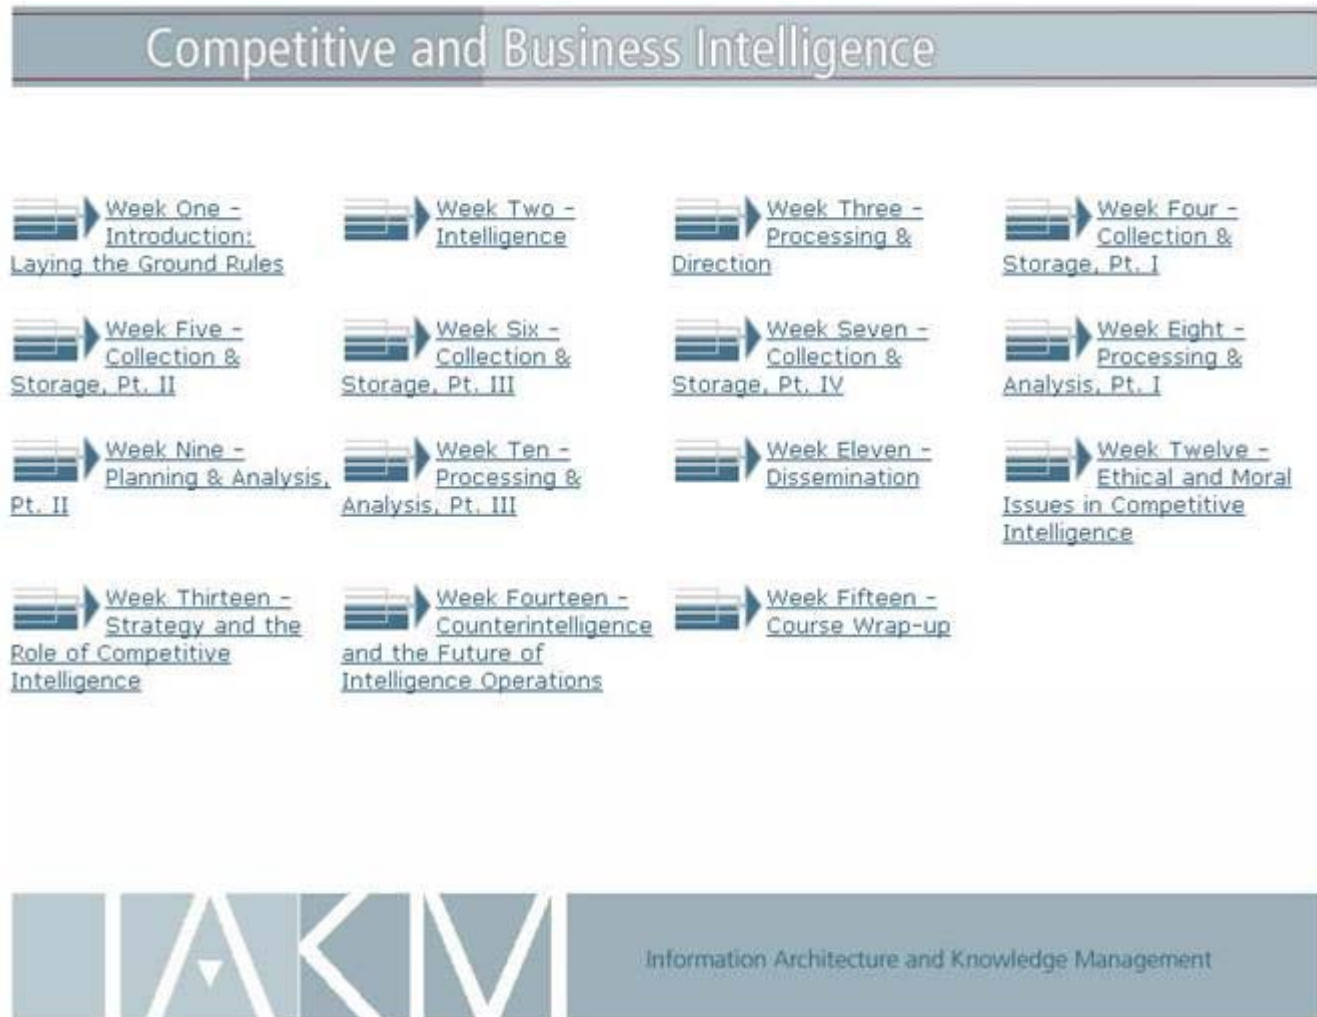 Competitive and Business Intelligence
Week One -
Introduction:
Laying the Ground Rules
Week Two -
Intelligence
Week Three -
Processing &
Direction
Week Four -
Collection &
Storage, Pt. I
Week Five -
Collection &
Storage, Pt. II
Week Six -
Collection &
Storage, Pt. III
Week Seven -
Collection &
Storage, Pt. IV
Week Eight -
Processing &
Analysis, Pt. I
Week Nine -
Planning & Analysis,
Pt. II
Week Ten -
Processing &
Analysis, Pt. III
Week Eleven -
Dissemination
Week Twelve -
Ethical and Moral
Issues in Competitive
Intelligence
Week Thirteen -
Strategy and the
Role of Competitive
Intelligence
Week Fourteen -
Counterintelligence
and the Future of
Intelligence Operations
Week Fifteen -
Course Wrap-up
IAKM
Information Architecture and Knowledge Management